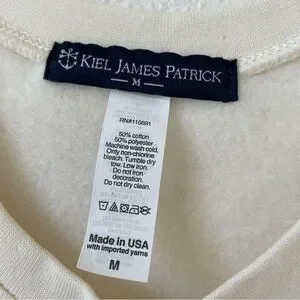 KIEL JAMES PATRICK
M
RN#110691
50% cotton
50% polyester
Machine wash cold,
Only non-chlorine
bleach. Tumble dry
low. Low iron.
Do not iron
decoration.
Do not dry clean.
Made in USA
with imported yarns
M